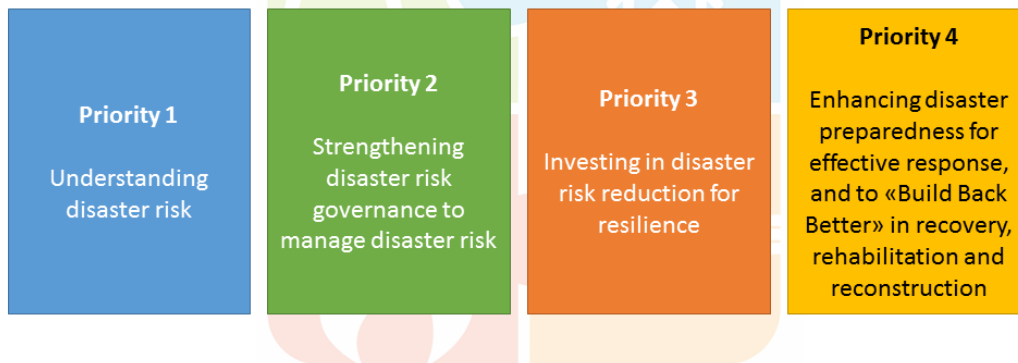 Priority 1
Understanding
disaster risk
Priority 2
Strengthening
disaster risk
governance to
manage disaster risk
Priority 3
Investing in disaster
risk reduction for
resilience
Priority 4
Enhancing disaster
preparedness for
effective response,
and to «Build Back
Better» in recovery,
rehabilitation and
reconstruction